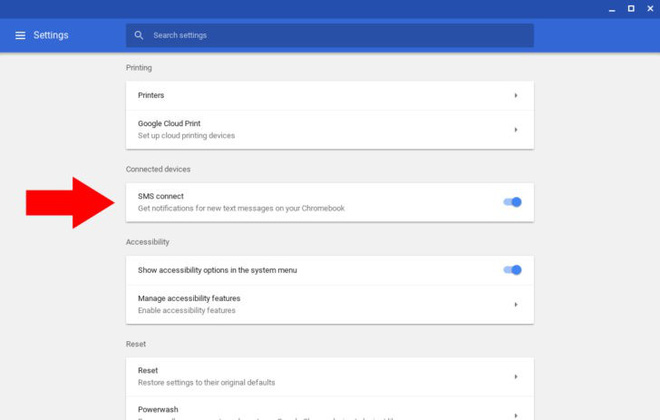 Settings
Search settings
Printing
Printers
Google Cloud Print
Set up cloud printing devices
Connected devices
SMS connect
Get notifications for new text messages on your Chromebook
Accessibility
Show accessibility options in the system menu
Manage accessibility features
Enable accessibility features
Reset
Reset
Restore settings to their original defaults
Powerwash